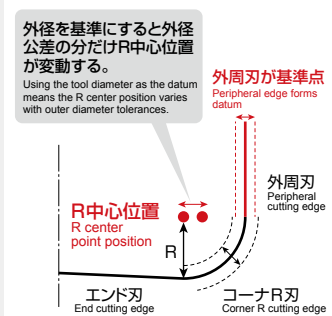 外径を基準にすると外径
公差の分だけR中心位置
が変動する。
Using the tool diameter as the datum
means the R center position varies
with outer diameter tolerances.
外周刃が基準点
Peripheral edge forms
datum
外周刃
Peripheral
cutting edge
R中心位置
R center
point position
R
エンド刃
End cutting edge
コーナR刃
Corner R cutting edge